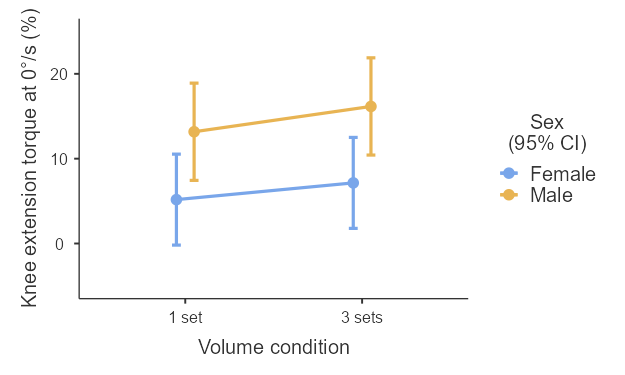 Knee extension torque at 0°/s (%)
20
10
0
1 set
3 sets
Volume condition
Sex
(95% CI)
Female
Male